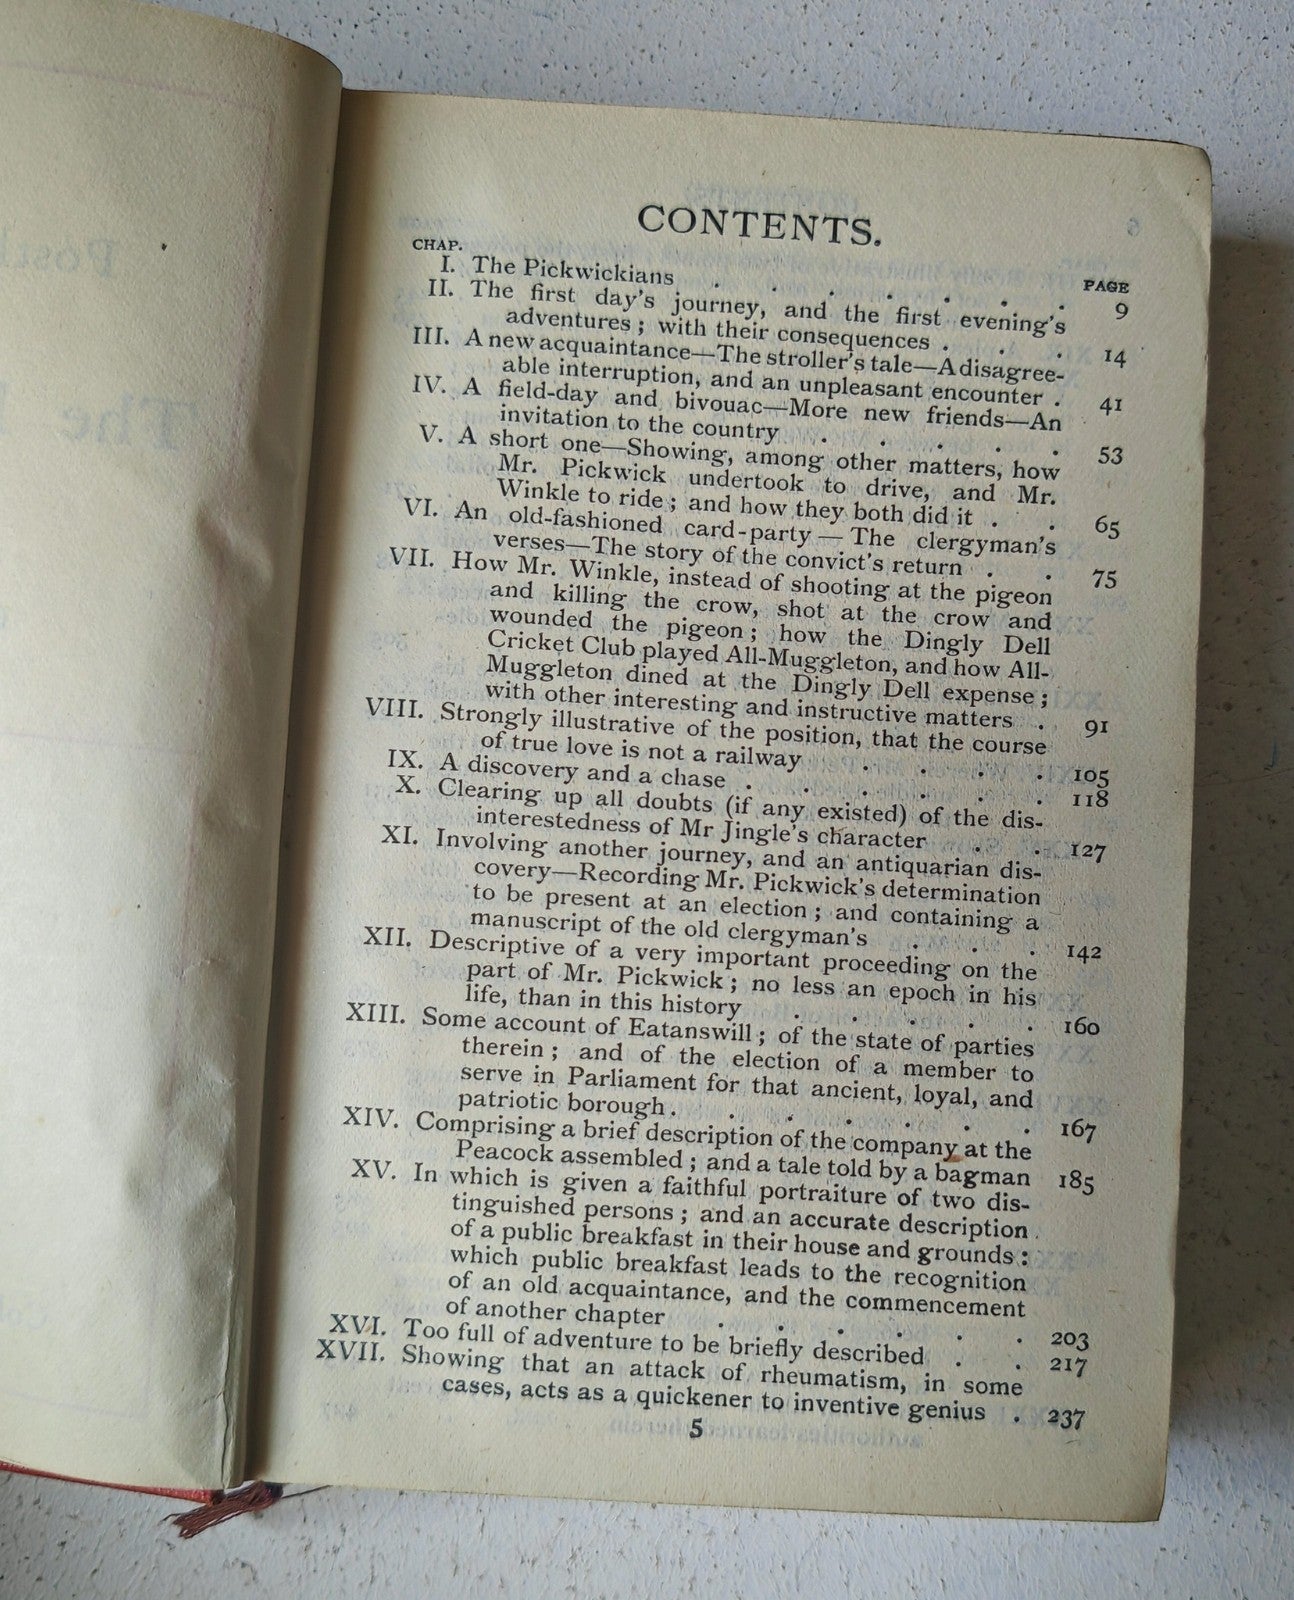 CONTENTS.
CHAP.
PAGE
I. The Pickwickians . . . . . . . 9
II. The first day's journey, and the first evening's
adventures; with their consequences . . . 14
III. A new acquaintance—The stroller's tale—A disagree-
able interruption, and an unpleasant encounter . 41
IV. A field-day and bivouac—More new friends—An
invitation to the country . . . . . 53
V. A short one—Showing, among other matters, how
Mr. Pickwick undertook to drive, and Mr.
Winkle to ride; and how they both did it . . 65
VI. An old-fashioned card-party—The clergyman's
verses—The story of the convict's return . . 75
VII. How Mr. Winkle, instead of shooting at the pigeon
and killing the crow, shot at the crow and
wounded the pigeon; how the Dingly Dell
Cricket Club played All-Muggleton, and how All-
Muggleton dined at the Dingly Dell expense;
with other interesting and instructive matters . 91
VIII. Strongly illustrative of the position, that the course
of true love is not a railway . . . . 105
IX. A discovery and a chase . . . . . . 118
X. Clearing up all doubts (if any existed) of the dis-
interestedness of Mr Jingle's character . . 127
XI. Involving another journey, and an antiquarian dis-
covery—Recording Mr. Pickwick's determination
to be present at an election; and containing a
manuscript of the old clergyman's . . . 142
XII. Descriptive of a very important proceeding on the
part of Mr. Pickwick; no less an epoch in his
life, than in this history . . . . . 160
XIII. Some account of Eatanswill; of the state of parties
therein; and of the election of a member to
serve in Parliament for that ancient, loyal, and
patriotic borough . . . . . . . 167
XIV. Comprising a brief description of the company at the
Peacock assembled; and a tale told by a bagman 185
XV. In which is given a faithful portraiture of two dis-
tinguished persons; and an accurate description
of a public breakfast in their house and grounds:
which public breakfast leads to the recognition
of an old acquaintance, and the commencement
of another chapter . . . . . . 203
XVI. Too full of adventure to be briefly described . . 217
XVII. Showing that an attack of rheumatism, in some
cases, acts as a quickener to inventive genius . 237
5